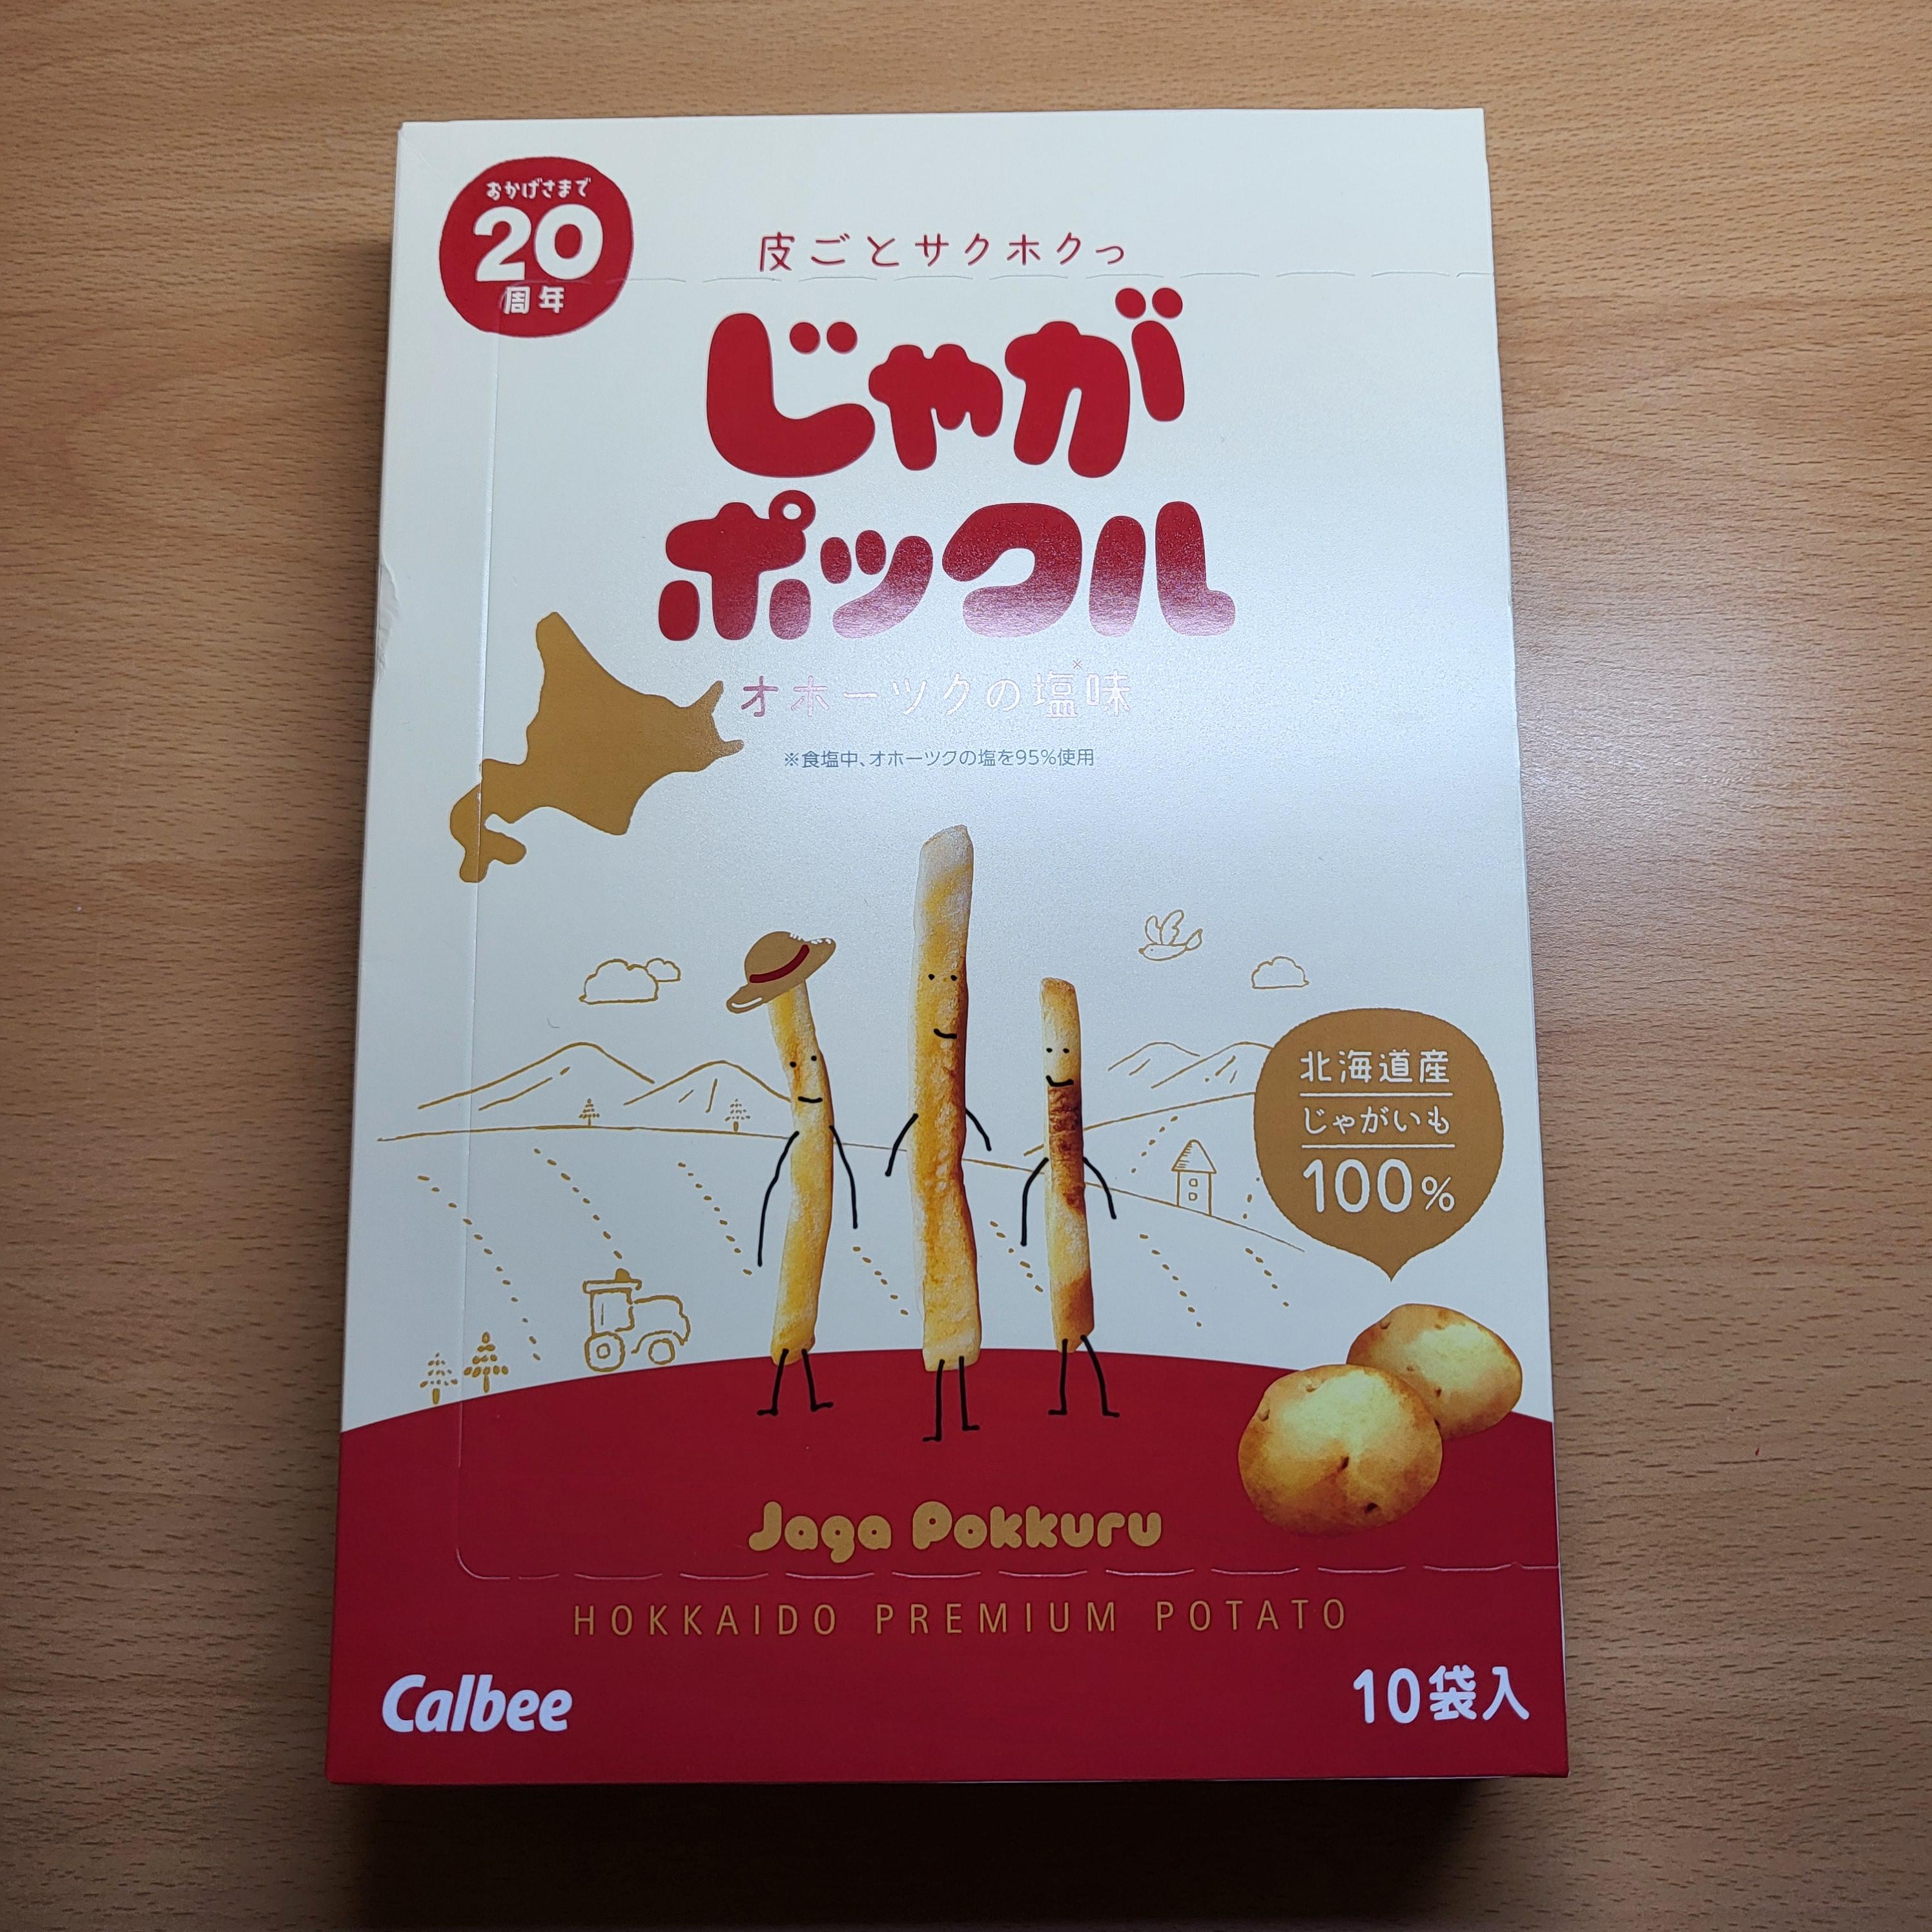 おかげさまで
20
周年
皮ごとサクホクっ
じゃが
ポックル
オホーツクの塩※味
※食塩中、オホーツクの塩を95%使用
北海道産
じゃがいも
100%
Jaga Pokkuru
HOKKAIDO PREMIUM POTATO
Calbee
10袋入